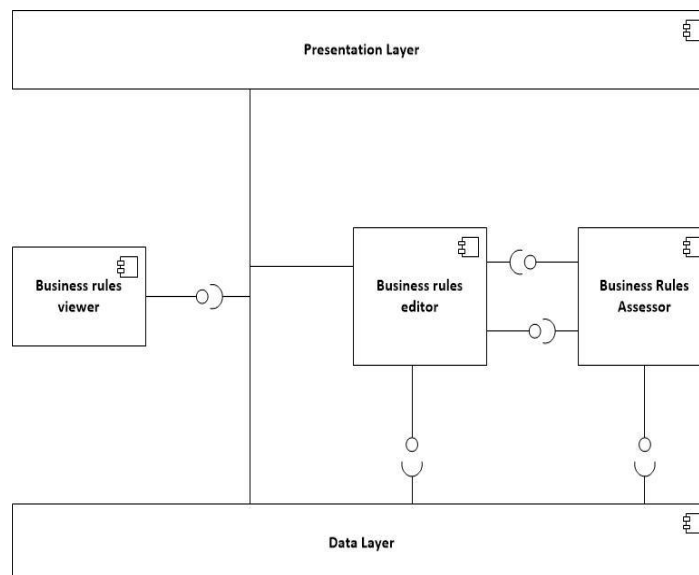 Presentation Layer
Business rules
viewer
Business rules
editor
Business Rules
Assessor
Data Layer